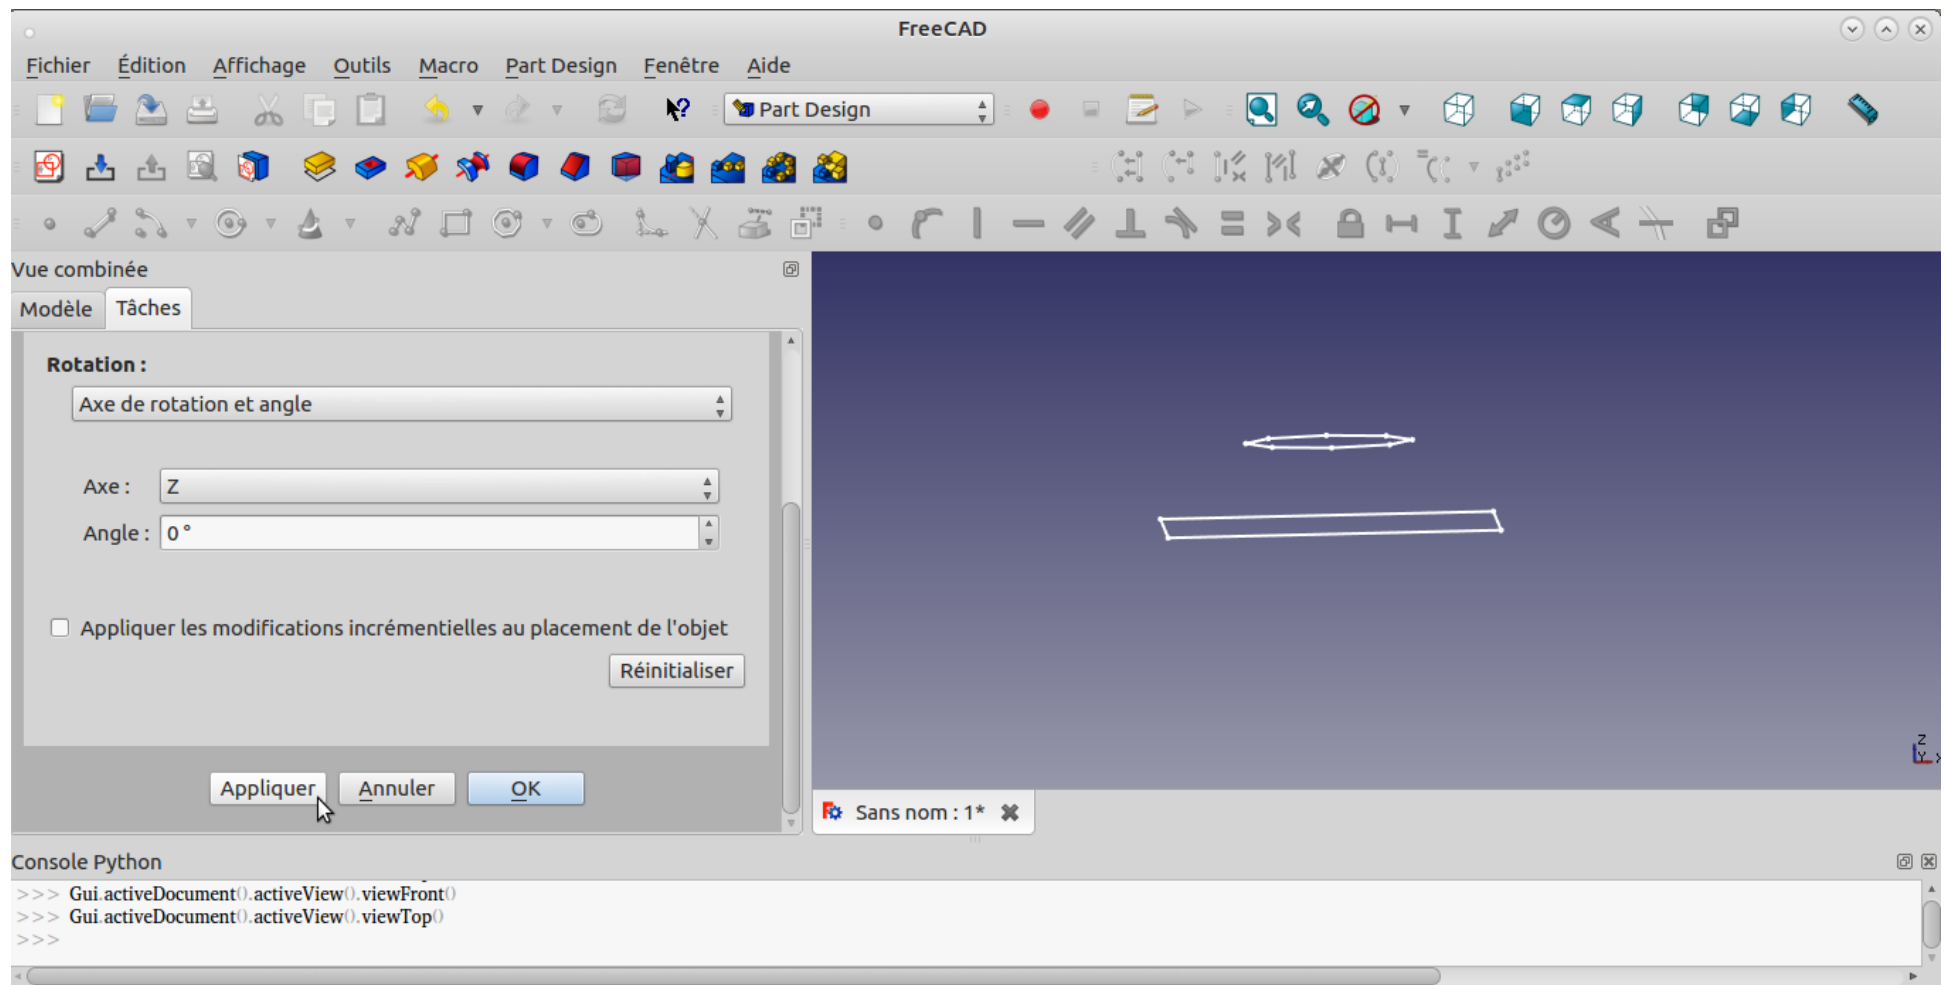 FreeCAD
Fichier Édition Affichage Outils Macro Part Design Fenêtre Aide
Part Design
Vue combinée
Modèle Tâches
Rotation :
Axe de rotation et angle
Axe : Z
Angle : 0 °
Appliquer les modifications incrémentielles au placement de l'objet
Réinitialiser
Appliquer Annuler OK
Z
Y
Sans nom : 1*
Console Python
>>> Gui.activeDocument().activeView().viewFront()
>>> Gui.activeDocument().activeView().viewTop()
>>>